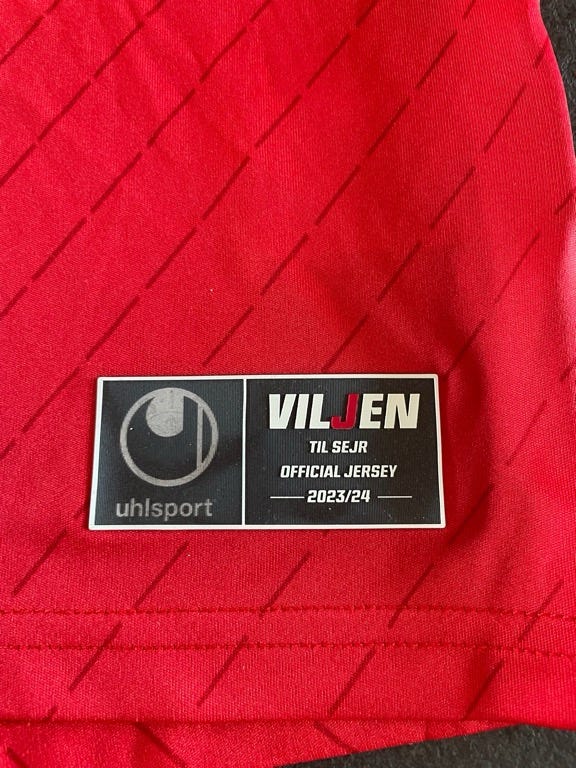 uhlsport
VILJEN
TIL SEJR
OFFICIAL JERSEY
2023/24